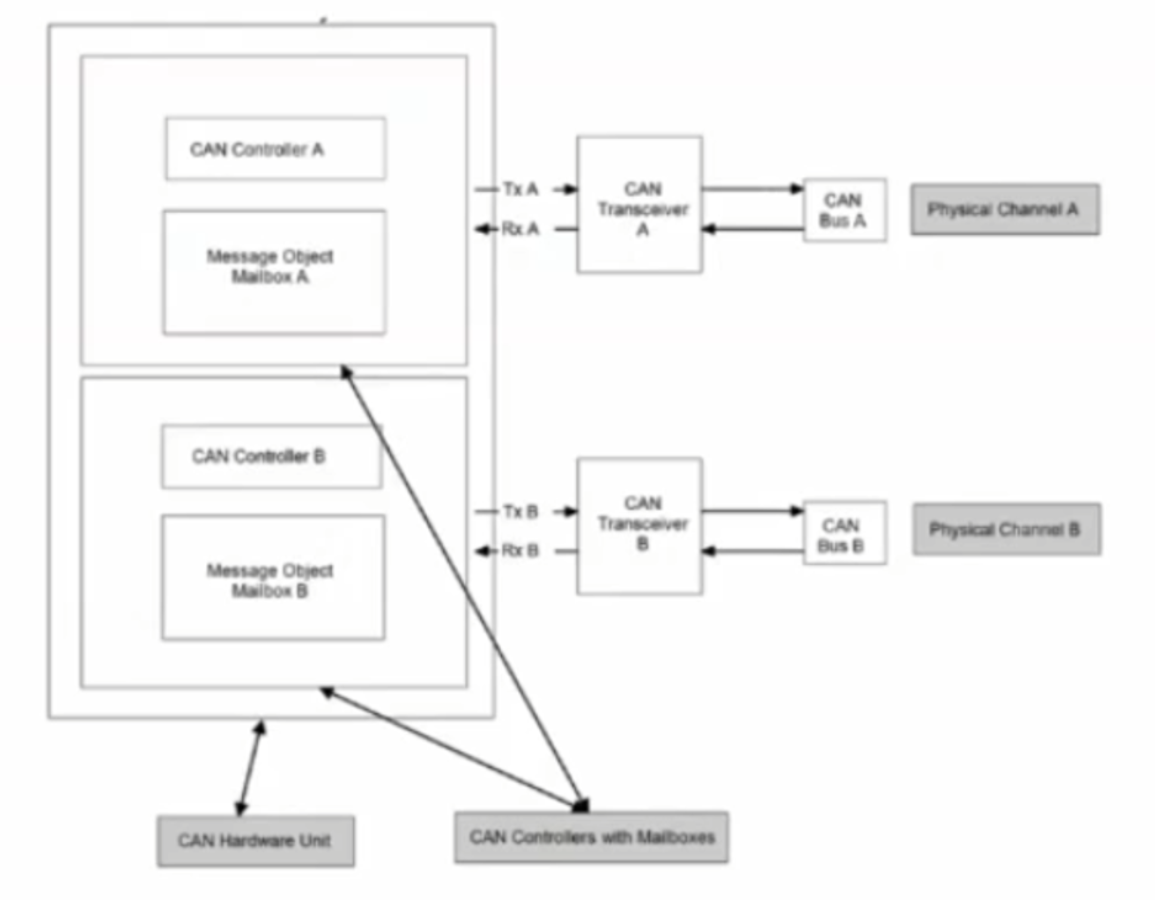 CAN Controller A
Message Object
Mailbox A
Tx A
Rx A
CAN
Transceiver
A
CAN
Bus A
Physical Channel A
CAN Controller B
Message Object
Mailbox B
Tx B
Rx B
CAN
Transceiver
B
CAN
Bus B
Physical Channel B
CAN Hardware Unit
CAN Controllers with Mailboxes